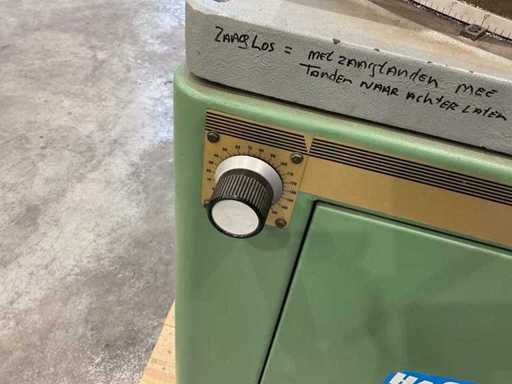 ZAAG LOS = MET ZAAGTANDEN MEE
TANDEN NAAR ACHTER LATEN